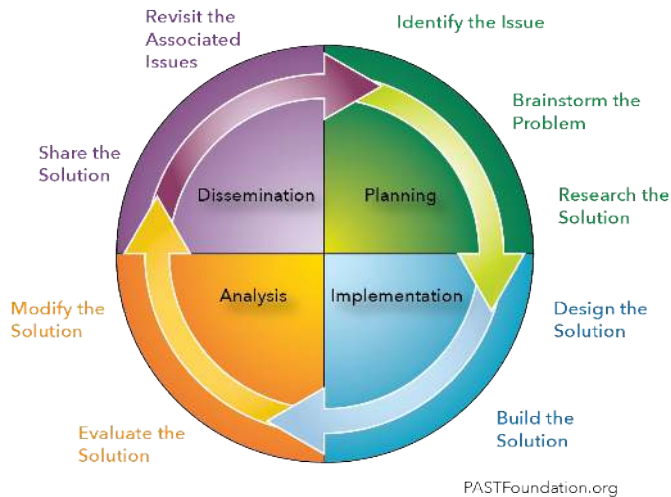 Revisit the
Associated
Issues
Identify the Issue
Brainstorm the
Problem
Share the
Solution
Dissemination
Planning
Research the
Solution
Analysis
Implementation
Modify the
Solution
Design the
Solution
Evaluate the
Solution
Build the
Solution
PASTFoundation.org